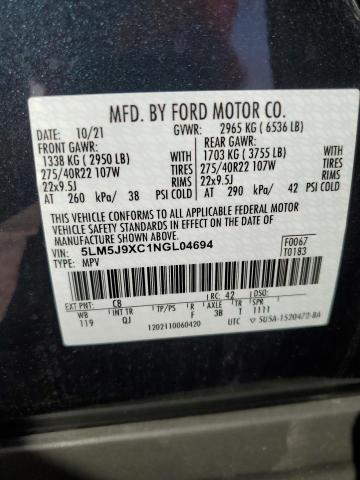 MFD. BY FORD MOTOR CO.
DATE: 10/21 GVWR: 2965 KG ( 6536 LB)
FRONT GAWR: REAR GAWR:
1338 KG ( 2950 LB) WITH 1703 KG ( 3755 LB) WITH
275/40R22 107W TIRES 275/40R22 107W TIRES
22x9.5J RIMS 22x9.5J RIMS
AT 260 kPa/ 38 PSI COLD AT 290 kPa/ 42 PSI COLD
THIS VEHICLE CONFORMS TO ALL APPLICABLE FEDERAL MOTOR
VEHICLE SAFETY STANDARDS IN EFFECT ON THE DATE OF
MANUFACTURE SHOWN ABOVE.
VIN: 5LM5J9XC1NGL04694 F0067
TYPE: MPV T0183
EXT PNT: C8 RC: 42
WB TP/PS R AXLE TR SPR
119 QJ F 3B T 1111
1202110060420 UTC 5U5A-1520472-BA